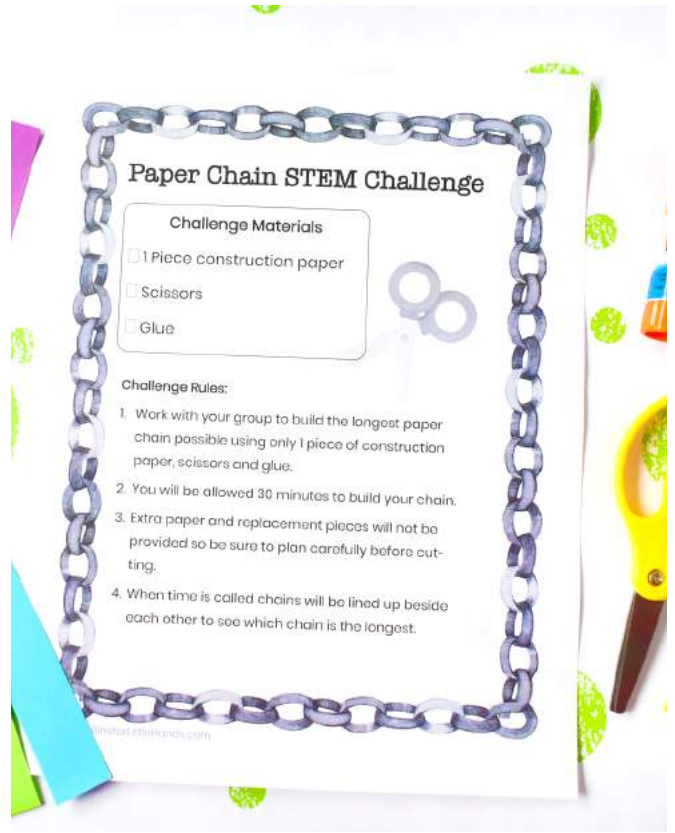 Paper Chain STEM Challenge
Challenge Materials
1 Piece construction paper
Scissors
Glue
Challenge Rules:
1. Work with your group to build the longest paper
chain possible using only 1 piece of construction
paper, scissors and glue.
2. You will be allowed 30 minutes to build your chain.
3. Extra paper and replacement pieces will not be
provided so be sure to plan carefully before cut-
ting.
4. When time is called chains will be lined up beside
each other to see which chain is the longest.